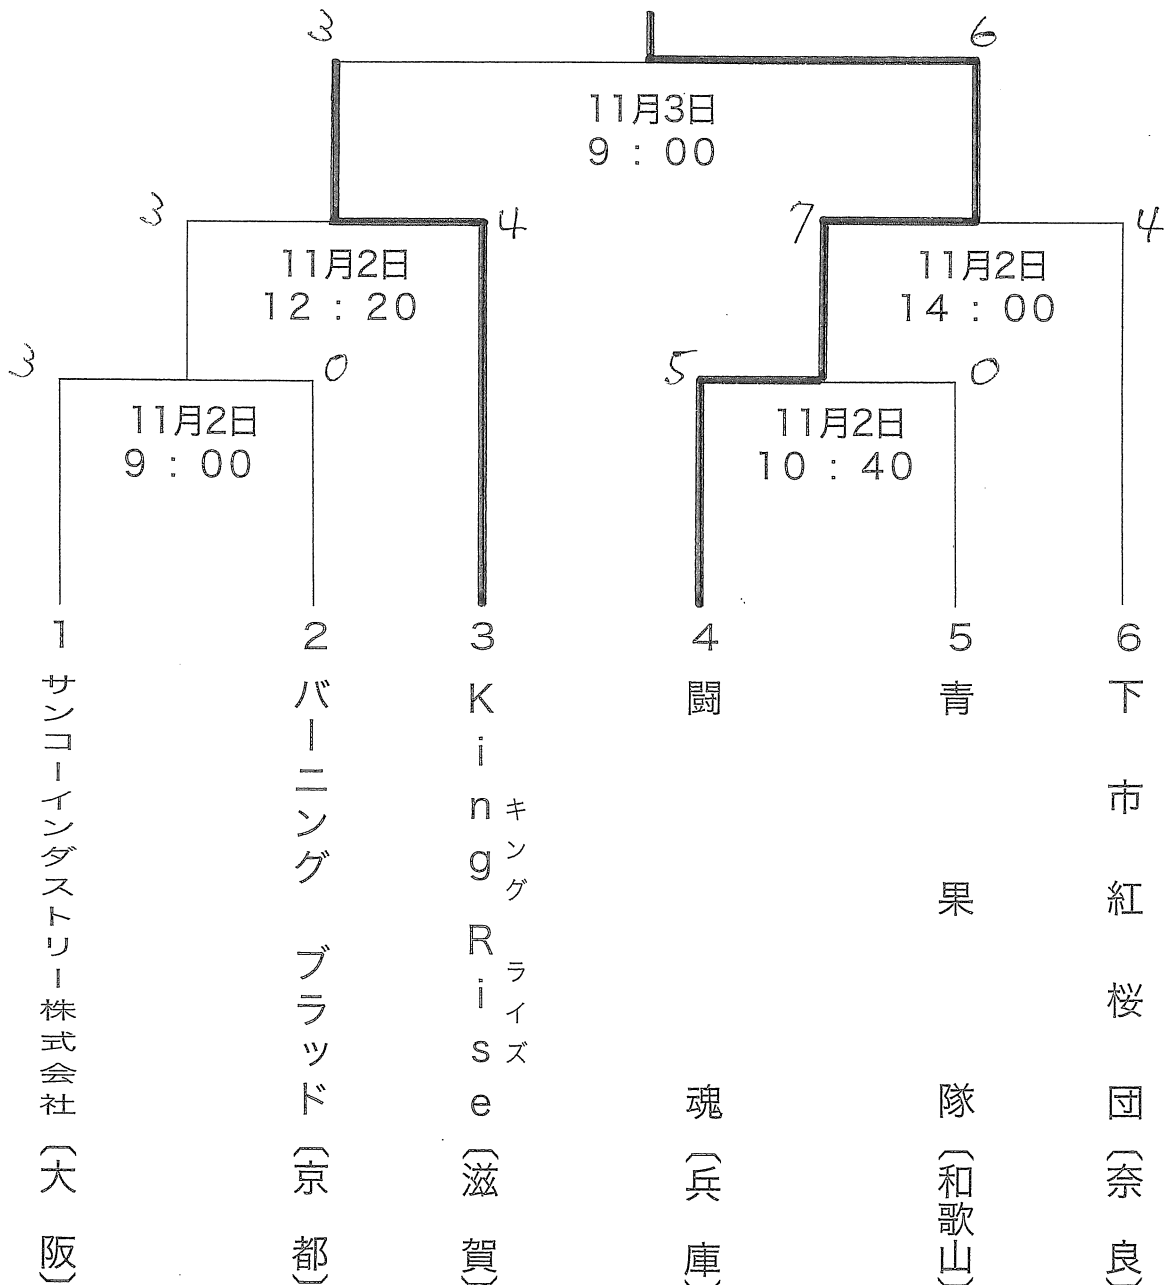 3
6
11月3日
9:00
3
4
7
4
11月2日
12:20
11月2日
14:00
3
0
5
0
11月2日
9:00
11月2日
10:40
1 サンコーインダストリー株式会社〔大阪〕
2 バーニング ブラッド〔京都〕
3 King Rise〔滋賀〕
キング ライズ
4 闘魂〔兵庫〕
5 青果隊〔和歌山〕
6 下市紅桜団〔奈良〕